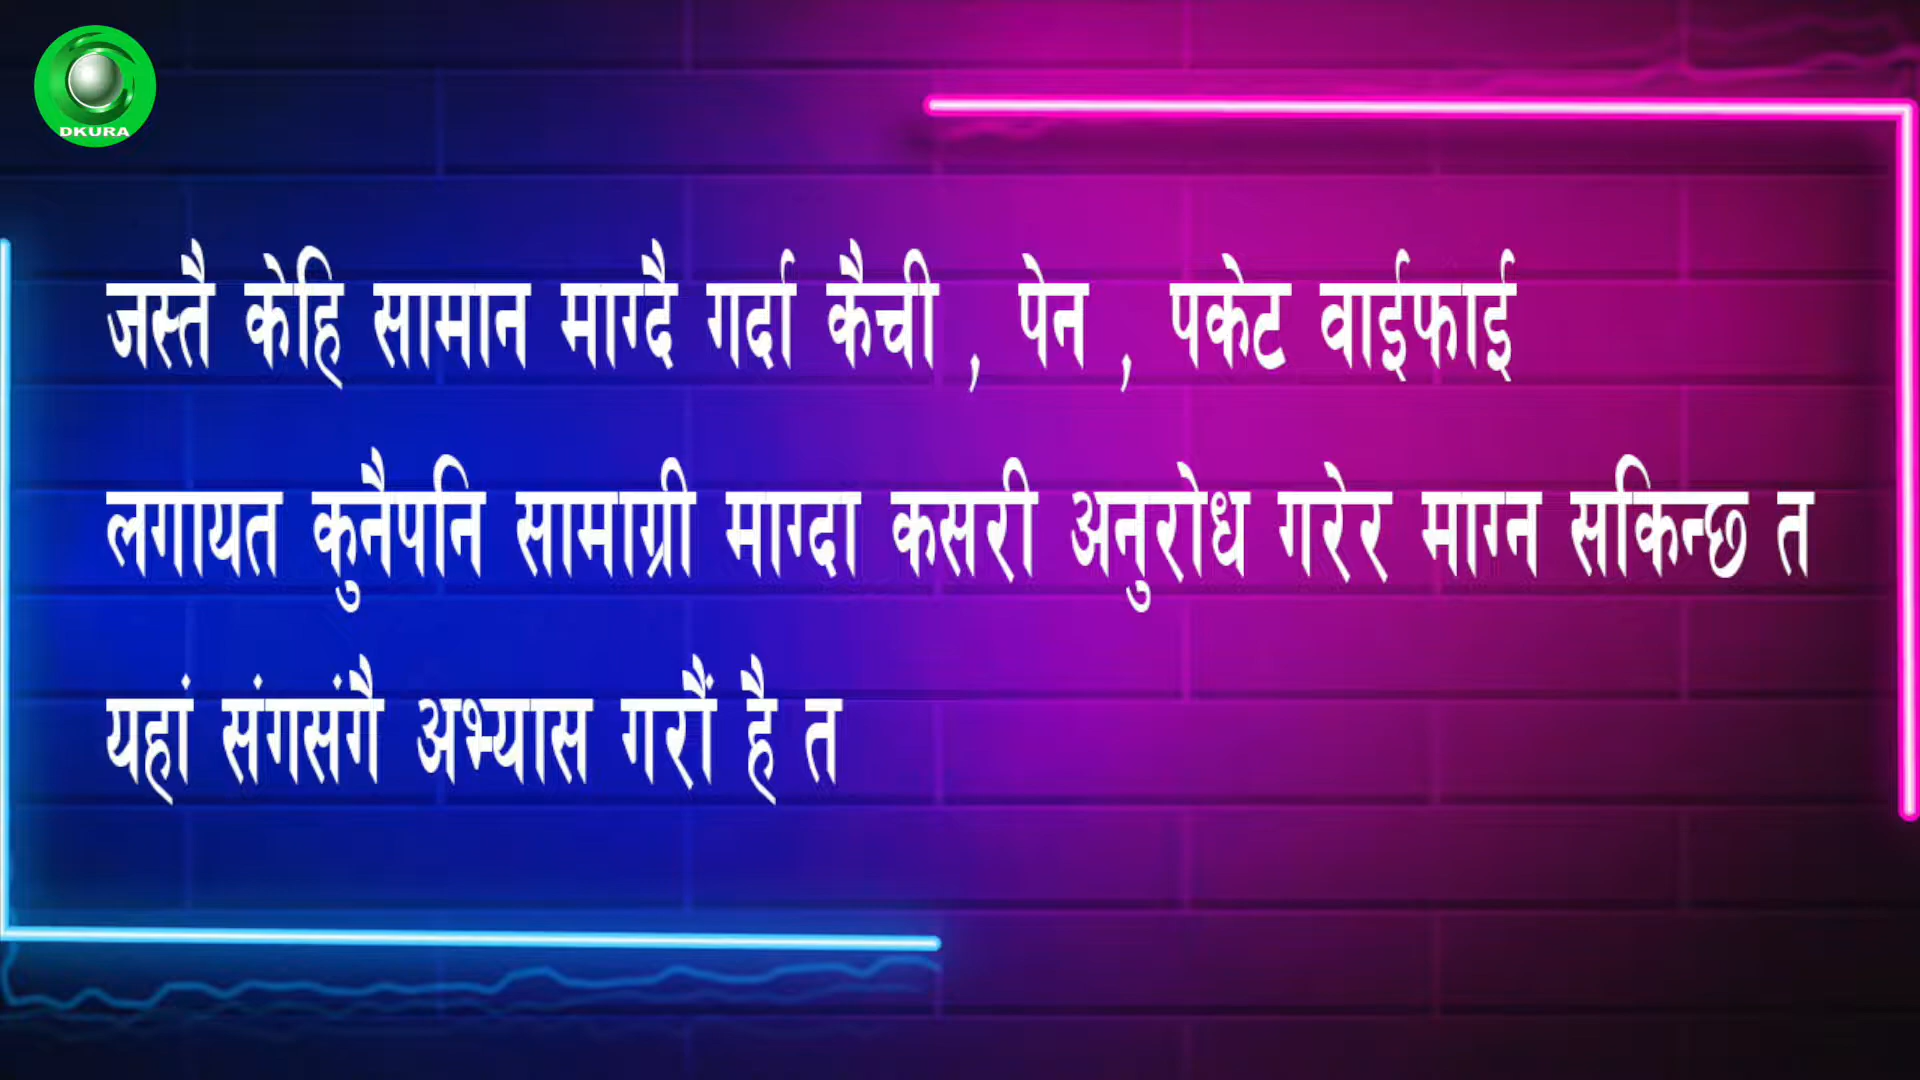 DKURA
जस्तै केहि सामान माग्दै गर्दा कैची , पेन , पकेट वाईफाई
लगायत कुनैपनि सामाग्री माग्दा कसरी अनुरोध गरेर माग्न सकिन्छ त
यहां संगसंगै अभ्यास गरौं है त